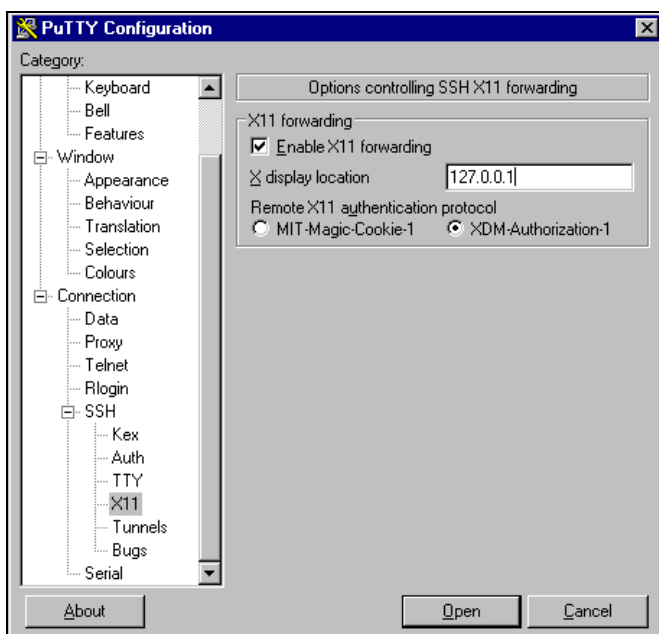 PuTTY Configuration
Category:
Keyboard
Bell
Features
Window
Appearance
Behaviour
Translation
Selection
Colours
Connection
Data
Proxy
Telnet
Rlogin
SSH
Kex
Auth
TTY
X11
Tunnels
Bugs
Serial
Options controlling SSH X11 forwarding
X11 forwarding
Enable X11 forwarding
X display location 127.0.0.1
Remote X11 authentication protocol
MIT-Magic-Cookie-1 XDM-Authorization-1
About Open Cancel